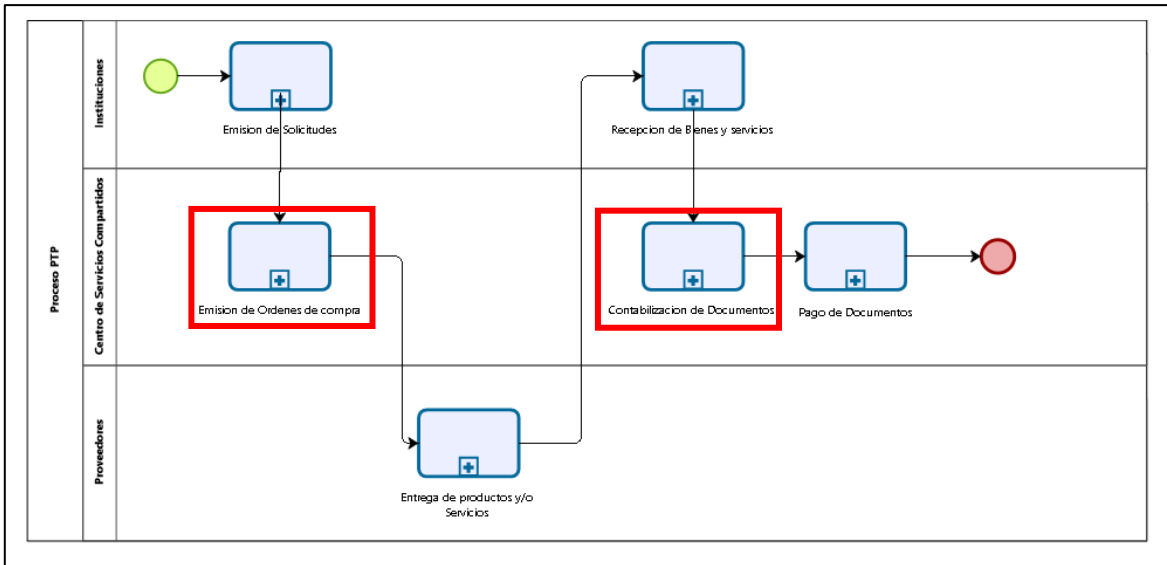 Proceso PTP
Instituciones
Emision de Solicitudes
Recepcion de Bienes y servicios
Centro de Servicios Compartidos
Emision de Ordenes de compra
Contabilizacion de Documentos
Pago de Documentos
Proveedores
Entrega de productos y/o
Servicios